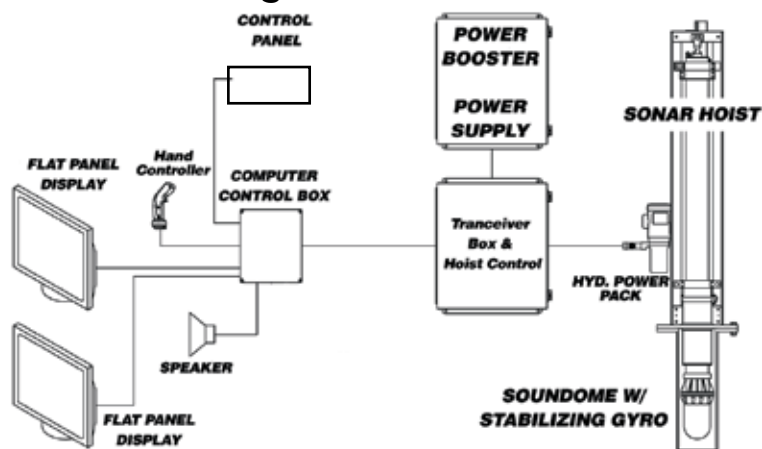 CONTROL
PANEL
POWER
BOOSTER
POWER
SUPPLY
SONAR HOIST
Hand
Controller
FLAT PANEL
DISPLAY
COMPUTER
CONTROL BOX
Tranceiver
Box &
Hoist Control
HYD. POWER
PACK
SPEAKER
FLAT PANEL
DISPLAY
SOUNDOME W/
STABILIZING GYRO